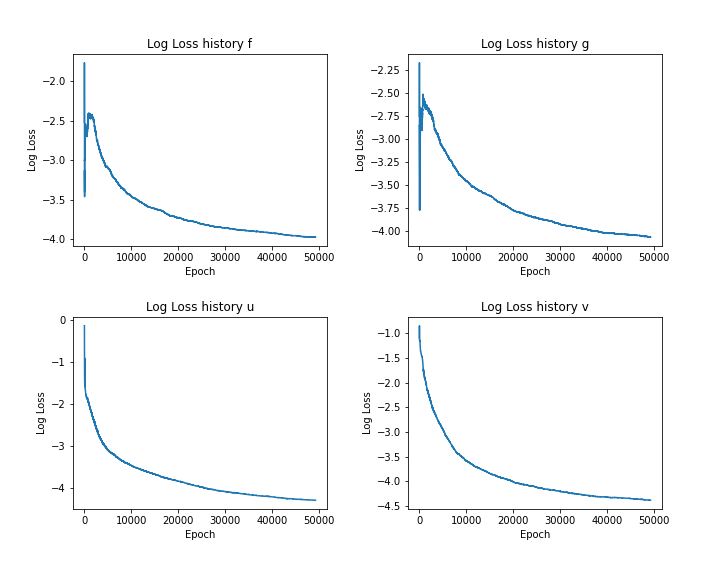 Log Loss history f
Log Loss
−2.0
−2.5
−3.0
−3.5
−4.0
0 10000 20000 30000 40000 50000
Epoch
Log Loss history g
Log Loss
−2.25
−2.50
−2.75
−3.00
−3.25
−3.50
−3.75
−4.00
0 10000 20000 30000 40000 50000
Epoch
Log Loss history u
Log Loss
0
−1
−2
−3
−4
0 10000 20000 30000 40000 50000
Epoch
Log Loss history v
Log Loss
−1.0
−1.5
−2.0
−2.5
−3.0
−3.5
−4.0
−4.5
0 10000 20000 30000 40000 50000
Epoch